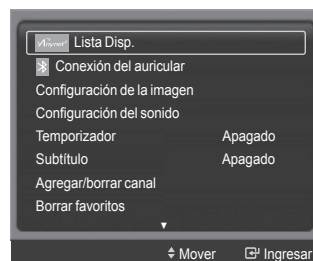 Anynet+ Lista Disp.
Conexión del auricular
Configuración de la imagen
Configuración del sonido
Temporizador Apagado
Subtítulo Apagado
Agregar/borrar canal
Borrar favoritos
Mover Ingresar